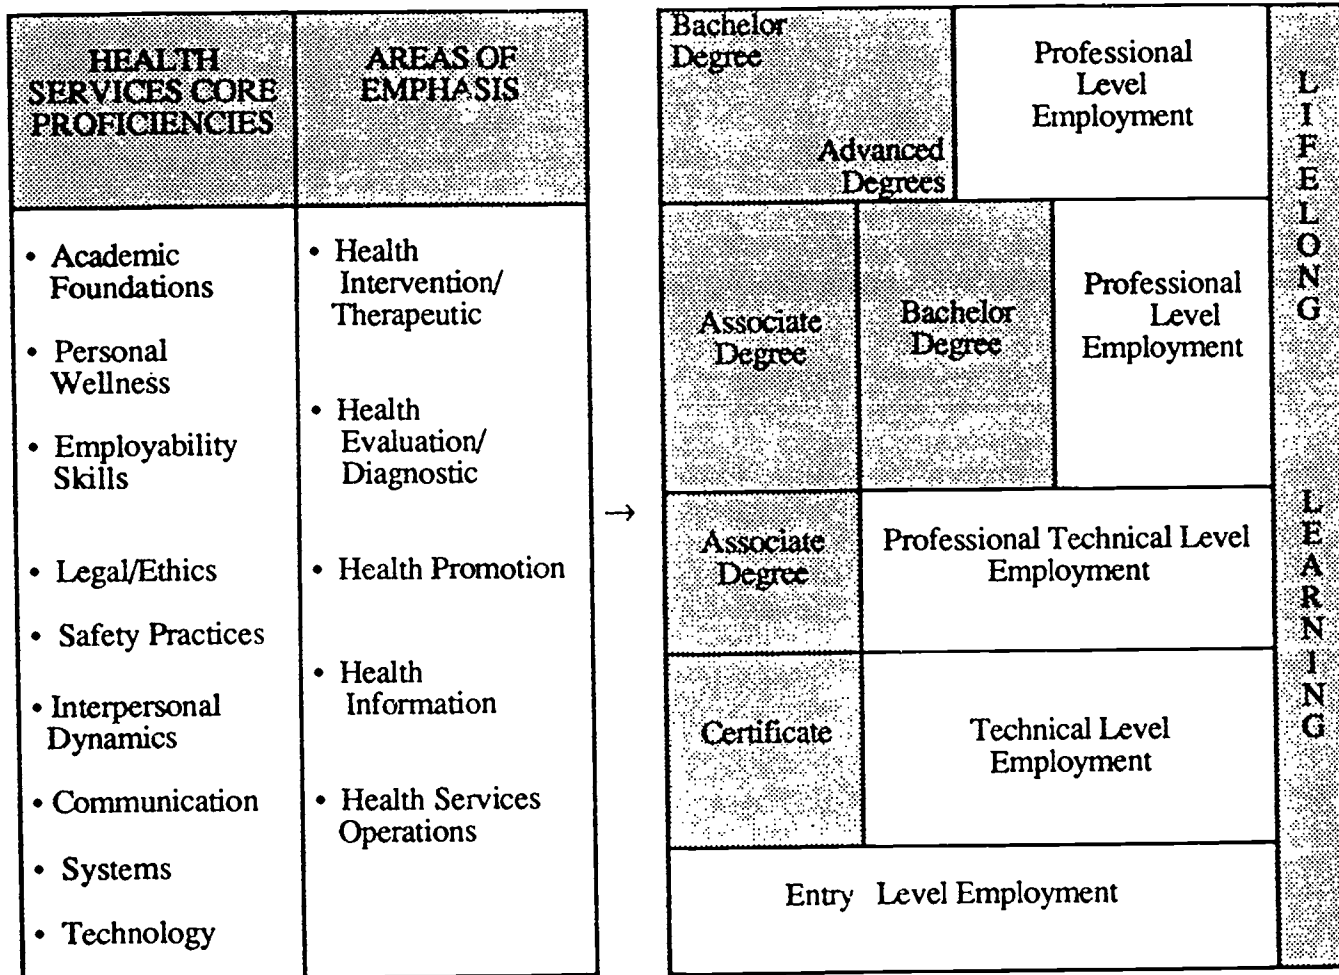 HEALTH
SERVICES CORE
PROFICIENCIES
• Academic
Foundations
• Personal
Wellness
• Employability
Skills
• Legal/Ethics
• Safety Practices
• Interpersonal
Dynamics
• Communication
• Systems
• Technology
AREAS OF
EMPHASIS
• Health
Intervention/
Therapeutic
• Health
Evaluation/
Diagnostic
• Health Promotion
• Health
Information
• Health Services
Operations
→
Bachelor
Degree
Advanced
Degrees
Professional
Level
Employment
Associate
Degree
Bachelor
Degree
Professional
Level
Employment
Associate
Degree
Professional Technical Level
Employment
Certificate
Technical Level
Employment
Entry Level Employment
LIFELONG
LEARNING